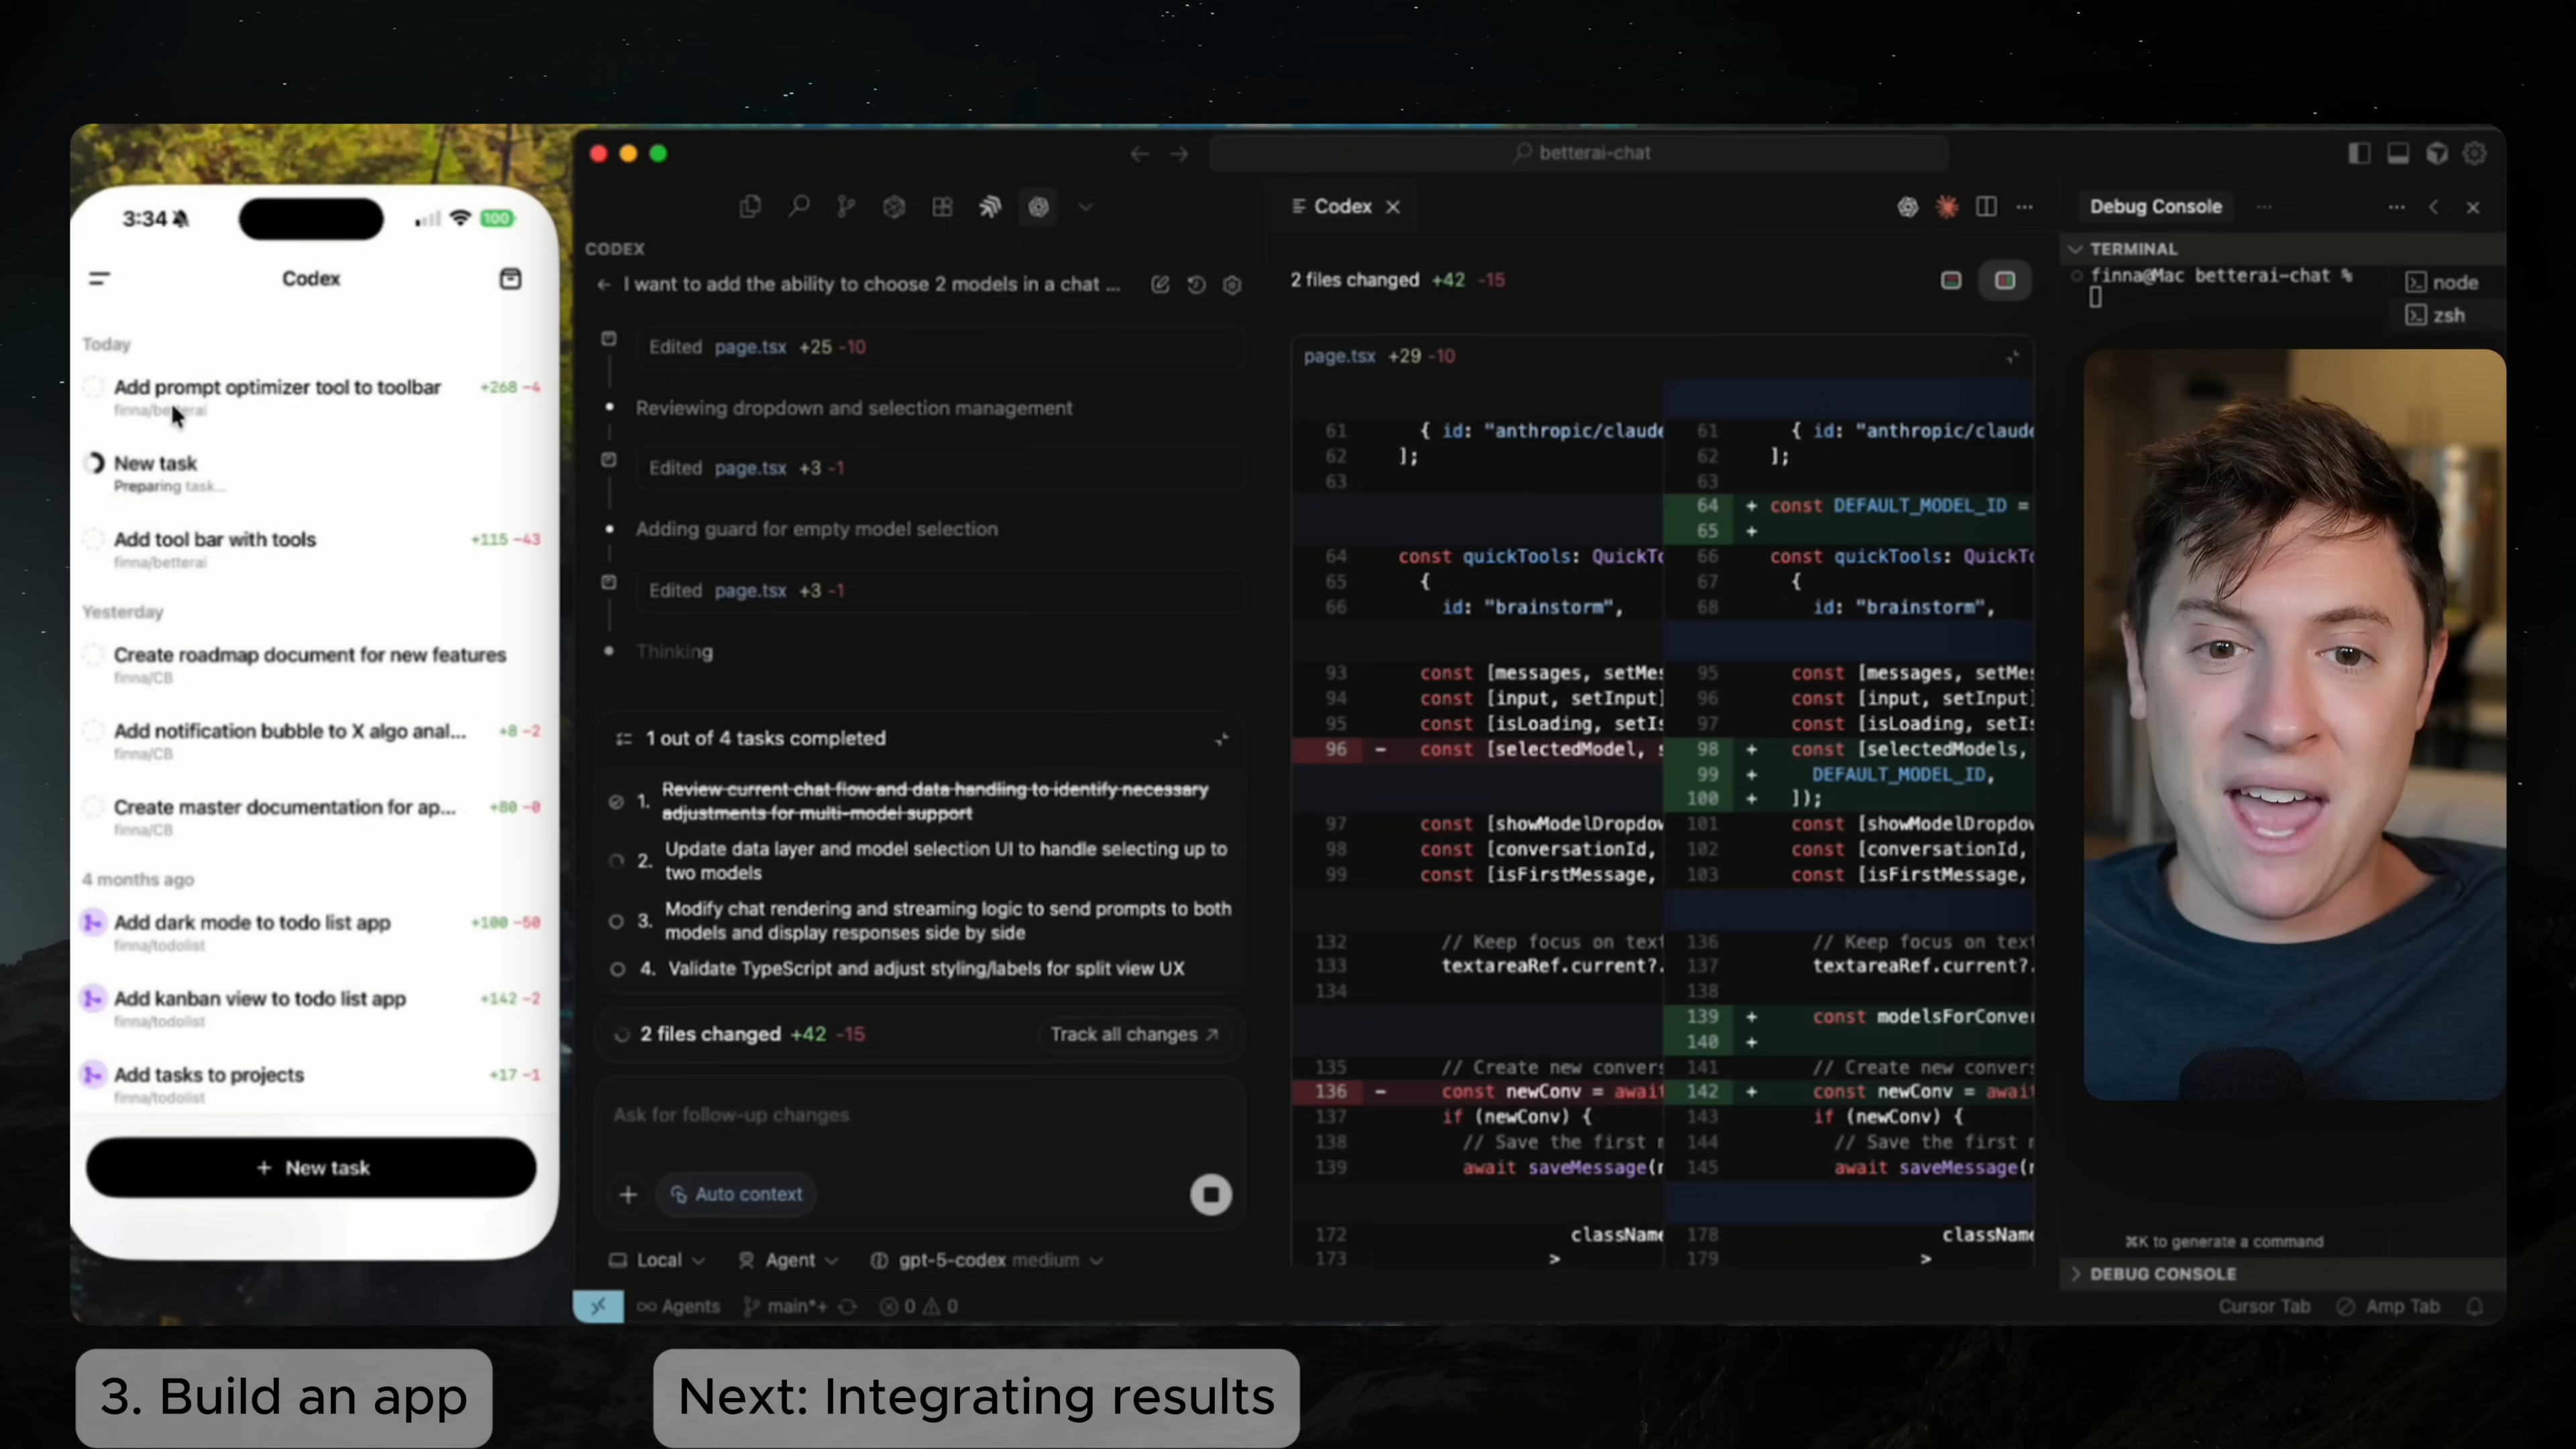 3:34
100
Codex
Today
Add prompt optimizer tool to toolbar +268 -4
finna/betterai
New task
Preparing task...
Add tool bar with tools +115 -43
finna/betterai
Yesterday
Create roadmap document for new features
finna/CB
Add notification bubble to X algo anal... +8 -2
finna/CB
Create master documentation for ap... +80 -0
finna/CB
4 months ago
Add dark mode to todo list app +100 -50
finna/todolist
Add kanban view to todo list app +142 -2
finna/todolist
Add tasks to projects +17 -1
finna/todolist
+ New task
betterai-chat
CODEX
I want to add the ability to choose 2 models in a chat ...
Edited page.tsx +25 -10
Reviewing dropdown and selection management
Edited page.tsx +3 -1
Adding guard for empty model selection
Edited page.tsx +3 -1
Thinking
1 out of 4 tasks completed
1. Review current chat flow and data handling to identify necessary
adjustments for multi-model support
2. Update data layer and model selection UI to handle selecting up to
two models
3. Modify chat rendering and streaming logic to send prompts to both
models and display responses side by side
4. Validate TypeScript and adjust styling/labels for split view UX
2 files changed +42 -15 Track all changes
Ask for follow-up changes
+ Auto context
Local Agent gpt-5-codex medium
Agents main*+ 0 0
Codex
2 files changed +42 -15
page.tsx +29 -10
61 { id: "anthropic/claude
62 ];
63
64 const quickTools: QuickTo
65 {
66 id: "brainstorm",
93 const [messages, setMes
94 const [input, setInput]
95 const [isLoading, setIs
96 - const [selectedModel, s
97 const [showModelDropdow
98 const [conversationId,
99 const [isFirstMessage,
132 // Keep focus on text
133 textareaRef.current?.
134
135 // Create new convers
136 - const newConv = await
137 if (newConv) {
138 // Save the first m
139 await saveMessage(n
172 className
173 >
61 { id: "anthropic/claude
62 ];
63
64 + const DEFAULT_MODEL_ID =
65 +
66 const quickTools: QuickTo
67 {
68 id: "brainstorm",
95 const [messages, setMes
96 const [input, setInput]
97 const [isLoading, setIs
98 + const [selectedModels,
99 + DEFAULT_MODEL_ID,
100 + ]);
101 const [showModelDropdow
102 const [conversationId,
103 const [isFirstMessage,
136 // Keep focus on text
137 textareaRef.current?.
138
139 + const modelsForConver
140 +
141 // Create new convers
142 + const newConv = await
143 if (newConv) {
144 // Save the first m
145 await saveMessage(n
178 className
179 >
Debug Console
TERMINAL
finna@Mac betterai-chat %
node
zsh
⌘K to generate a command
DEBUG CONSOLE
Cursor Tab Amp Tab
3. Build an app
Next: Integrating results